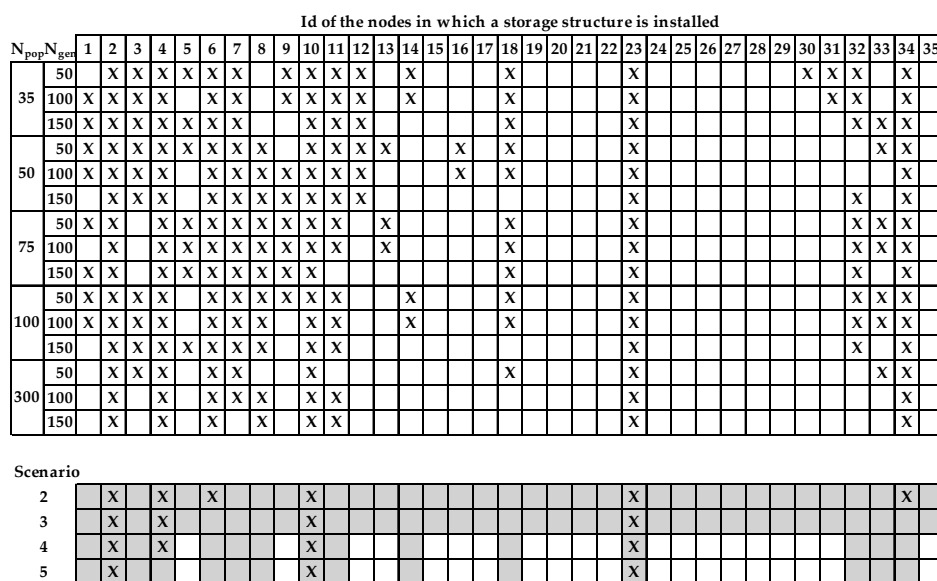 Id of the nodes in which a storage structure is installed
Npop Ngen 1 2 3 4 5 6 7 8 9 10 11 12 13 14 15 16 17 18 19 20 21 22 23 24 25 26 27 28 29 30 31 32 33 34 35
50 X X X X X X X X X X X X X X X X X
35 100 X X X X X X X X X X X X X X X X
150 X X X X X X X X X X X X X X X
50 X X X X X X X X X X X X X X X X X
50 100 X X X X X X X X X X X X X X X
150 X X X X X X X X X X X X X
50 X X X X X X X X X X X X X X X X
75 100 X X X X X X X X X X X X X X X
150 X X X X X X X X X X X X X
50 X X X X X X X X X X X X X X X X
100 100 X X X X X X X X X X X X X X X
150 X X X X X X X X X X X X
50 X X X X X X X X X X
300 100 X X X X X X X X X
150 X X X X X X X X
Scenario
2 X X X X X X
3 X X X X
4 X X X X
5 X X X